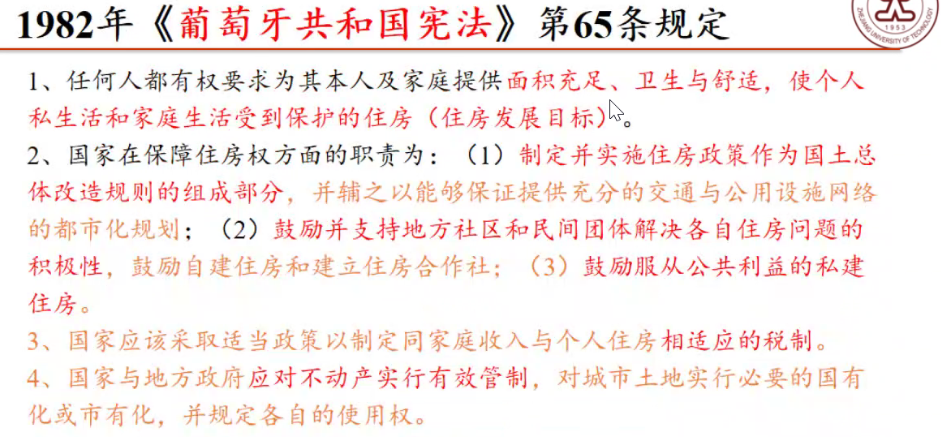 1982年《葡萄牙共和国宪法》第65条规定
1953
ZHEJIANG UNIVERSITY OF TECHNOLOGY
1、任何人都有权要求为其本人及家庭提供面积充足、卫生与舒适，使个人
私生活和家庭生活受到保护的住房（住房发展目标）。
2、国家在保障住房权方面的职责为：（1）制定并实施住房政策作为国土总
体改造规则的组成部分，并辅之以能够保证提供充分的交通与公用设施网络
的都市化规划；（2）鼓励并支持地方社区和民间团体解决各自住房问题的
积极性，鼓励自建住房和建立住房合作社；（3）鼓励服从公共利益的私建
住房。
3、国家应该采取适当政策以制定同家庭收入与个人住房相适应的税制。
4、国家与地方政府应对不动产实行有效管制，对城市土地实行必要的国有
化或市有化，并规定各自的使用权。